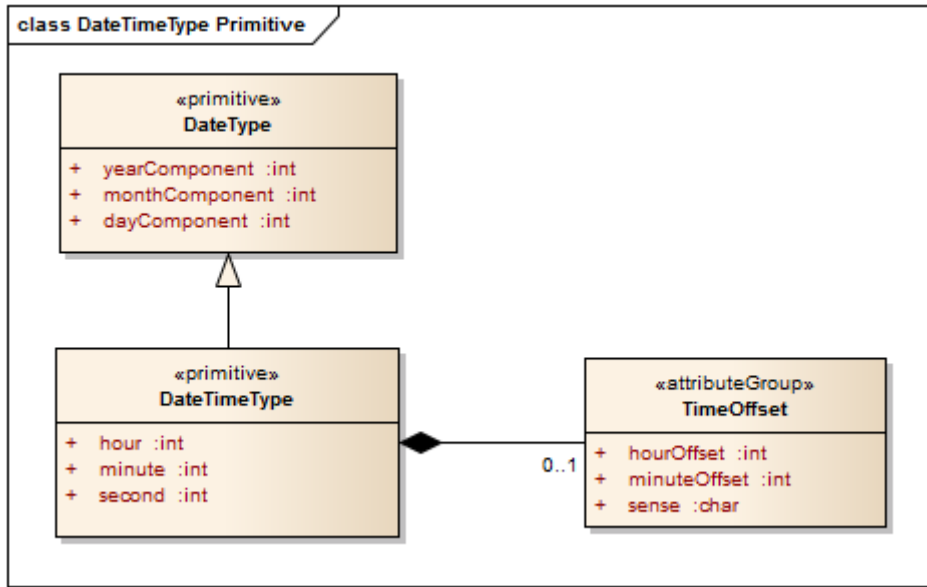 class DateTimeType Primitive
«primitive»
DateType
+ yearComponent :int
+ monthComponent :int
+ dayComponent :int
«primitive»
DateTimeType
+ hour :int
+ minute :int
+ second :int
0..1
«attributeGroup»
TimeOffset
+ hourOffset :int
+ minuteOffset :int
+ sense :char